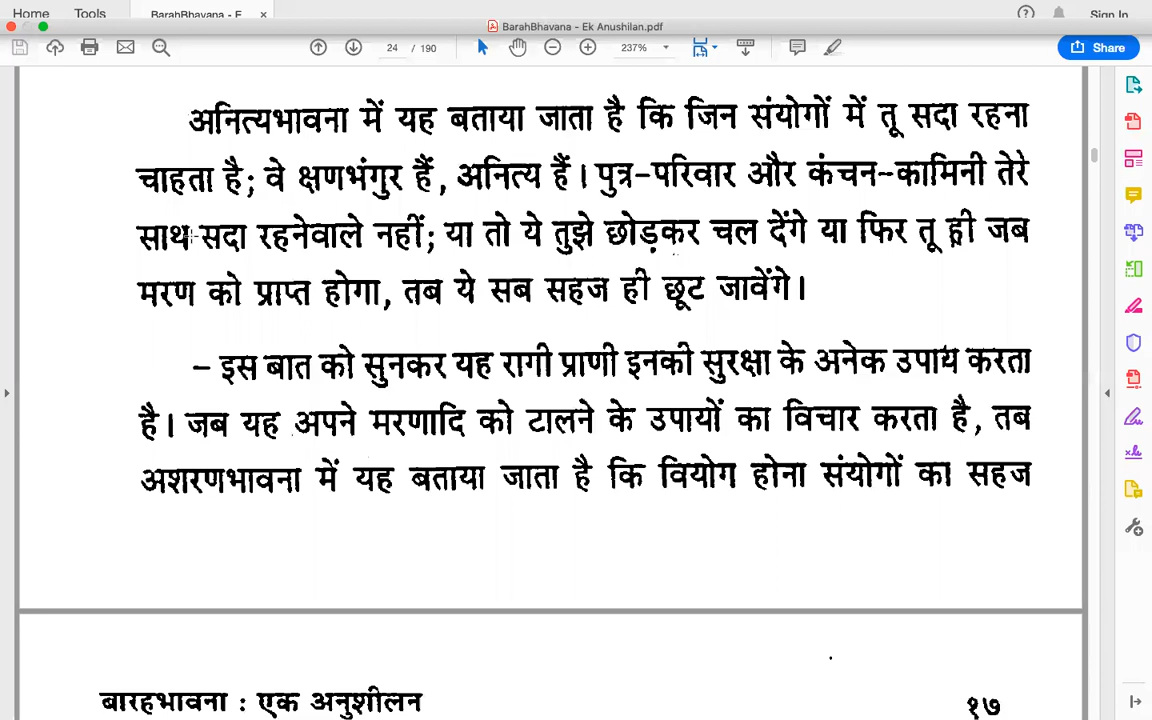 Home Tools BarahBhavana - E ×
Sign In
BarahBhavana - Ek Anushilan.pdf
24 / 190 237% Share
अनित्यभावना में यह बताया जाता है कि जिन संयोगों में तू सदा रहना
चाहता है; वे क्षणभंगुर हैं, अनित्य हैं। पुत्र-परिवार और कंचन-कामिनी तेरे
साथ सदा रहनेवाले नहीं; या तो ये तुझे छोड़कर चल देंगे या फिर तू ही जब
मरण को प्राप्त होगा, तब ये सब सहज ही छूट जावेंगे।
– इस बात को सुनकर यह रागी प्राणी इनकी सुरक्षा के अनेक उपाय करता
है। जब यह अपने मरणादि को टालने के उपायों का विचार करता है, तब
अशरणभावना में यह बताया जाता है कि वियोग होना संयोगों का सहज
बारहभावना : एक अनुशीलन १७